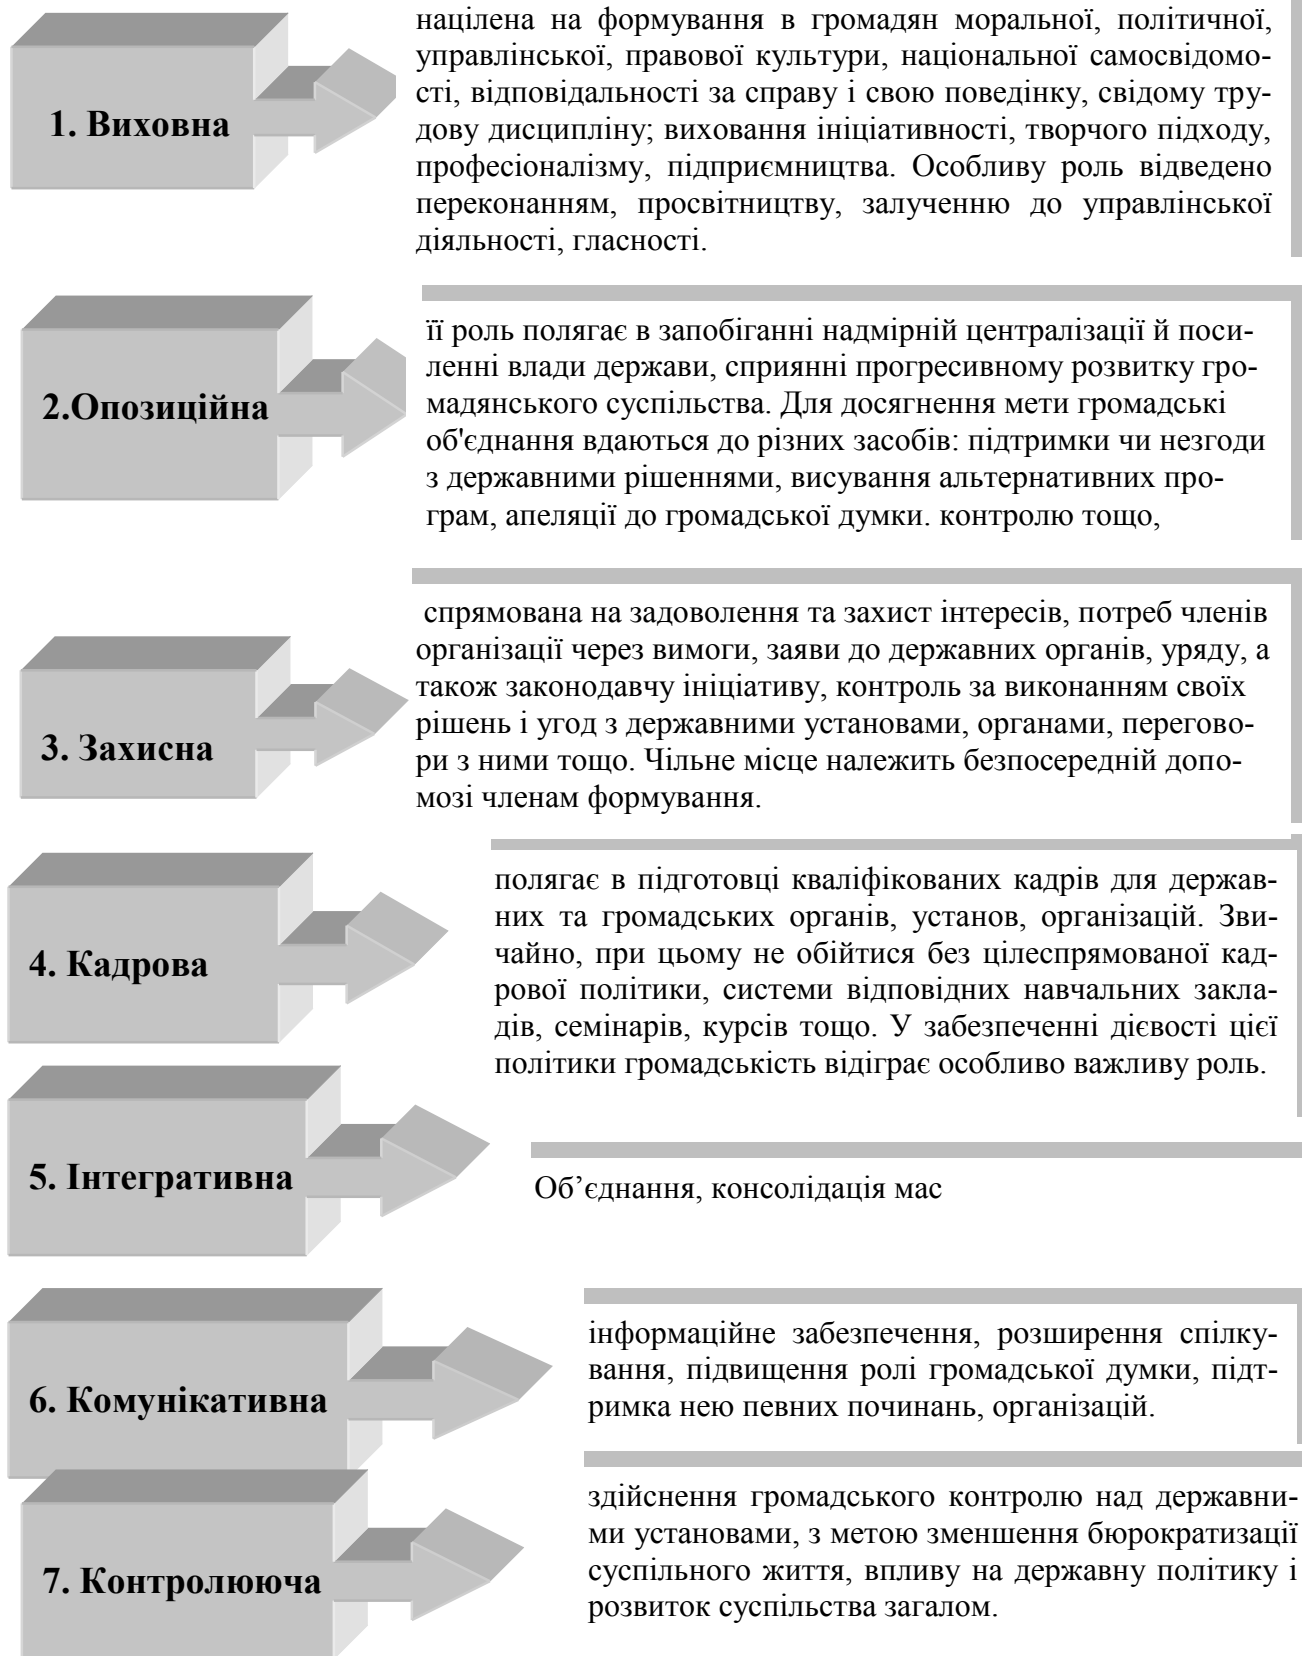 1. Виховна
націлена на формування в громадян моральної, політичної,
управлінської, правової культури, національної самосвідомо-
сті, відповідальності за справу і свою поведінку, свідому тру-
дову дисципліну; виховання ініціативності, творчого підходу,
професіоналізму, підприємництва. Особливу роль відведено
переконанням, просвітництву, залученню до управлінської
діяльності, гласності.
2.Опозиційна
її роль полягає в запобіганні надмірній централізації й поси-
ленні влади держави, сприянні прогресивному розвитку гро-
мадянського суспільства. Для досягнення мети громадські
об'єднання вдаються до різних засобів: підтримки чи незгоди
з державними рішеннями, висування альтернативних про-
грам, апеляції до громадської думки. контролю тощо,
3. Захисна
спрямована на задоволення та захист інтересів, потреб членів
організації через вимоги, заяви до державних органів, уряду, а
також законодавчу ініціативу, контроль за виконанням своїх
рішень і угод з державними установами, органами, перегово-
ри з ними тощо. Чільне місце належить безпосередній допо-
мозі членам формування.
4. Кадрова
полягає в підготовці кваліфікованих кадрів для держав-
них та громадських органів, установ, організацій. Зви-
чайно, при цьому не обійтися без цілеспрямованої кад-
рової політики, системи відповідних навчальних закла-
дів, семінарів, курсів тощо. У забезпеченні дієвості цієї
політики громадськість відіграє особливо важливу роль.
5. Інтегративна
Об’єднання, консолідація мас
6. Комунікативна
інформаційне забезпечення, розширення спілку-
вання, підвищення ролі громадської думки, підт-
римка нею певних починань, організацій.
7. Контролююча
здійснення громадського контролю над державни-
ми установами, з метою зменшення бюрократизації
суспільного життя, впливу на державну політику і
розвиток суспільства загалом.